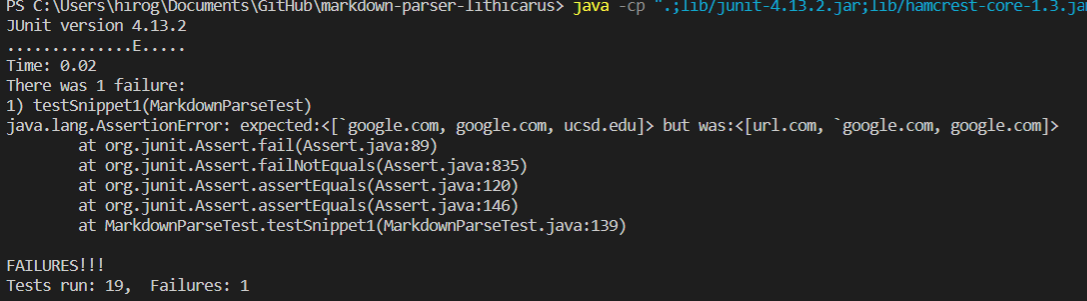 PS C:\Users\hirog\Documents\GitHub\markdown-parser-lithicarus> java -cp ".;lib/junit-4.13.2.jar;lib/hamcrest-core-1.3.jar
JUnit version 4.13.2
..............E.....
Time: 0.02
There was 1 failure:
1) testSnippet1(MarkdownParseTest)
java.lang.AssertionError: expected:<[`google.com, google.com, ucsd.edu]> but was:<[url.com, `google.com, google.com]>
        at org.junit.Assert.fail(Assert.java:89)
        at org.junit.Assert.failNotEquals(Assert.java:835)
        at org.junit.Assert.assertEquals(Assert.java:120)
        at org.junit.Assert.assertEquals(Assert.java:146)
        at MarkdownParseTest.testSnippet1(MarkdownParseTest.java:139)
FAILURES!!!
Tests run: 19,  Failures: 1